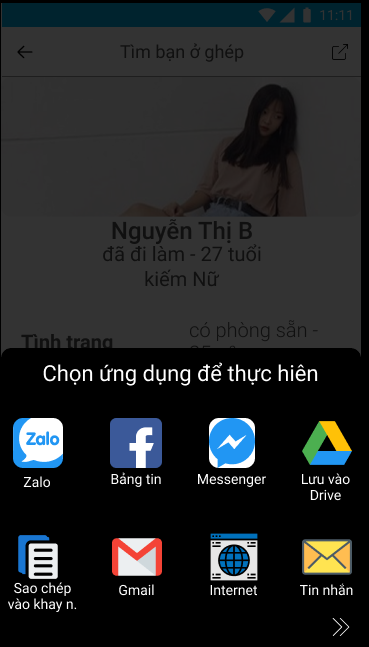 11:11
Tìm bạn ở ghép
Nguyễn Thị B
đã đi làm - 27 tuổi
kiếm Nữ
có phòng sẵn -
Tình trạng
Chọn ứng dụng để thực hiên
Zalo
Zalo
Bảng tin
Messenger
Lưu vào
Drive
Sao chép
vào khay n.
Gmail
Internet
Tin nhắn